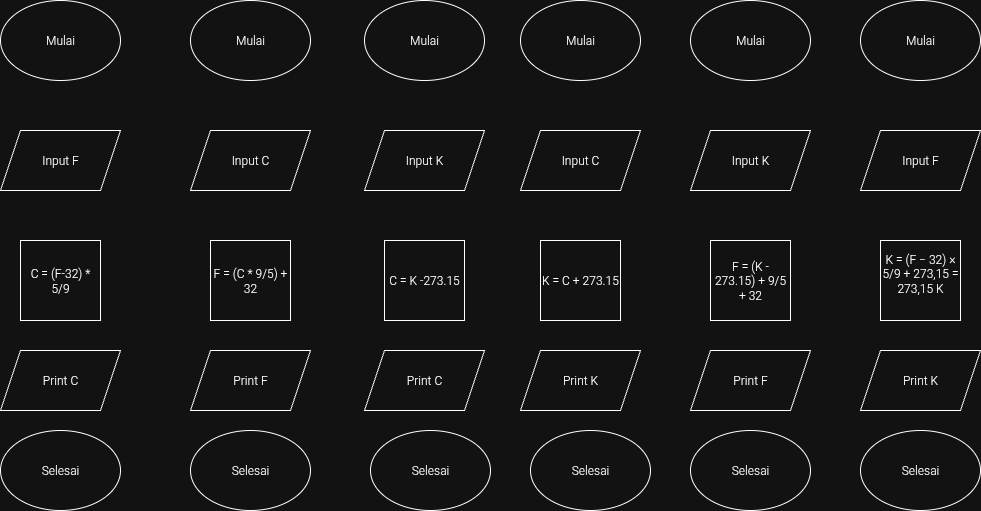 Mulai
Mulai
Mulai
Mulai
Mulai
Mulai
Input F
Input C
Input K
Input C
Input K
Input F
C = (F-32) *
5/9
F = (C * 9/5) +
32
C = K -273.15
K = C + 273.15
F = (K -
273.15) + 9/5
+ 32
K = (F − 32) ×
5/9 + 273,15 =
273,15 K
Print C
Print F
Print C
Print K
Print F
Print K
Selesai
Selesai
Selesai
Selesai
Selesai
Selesai